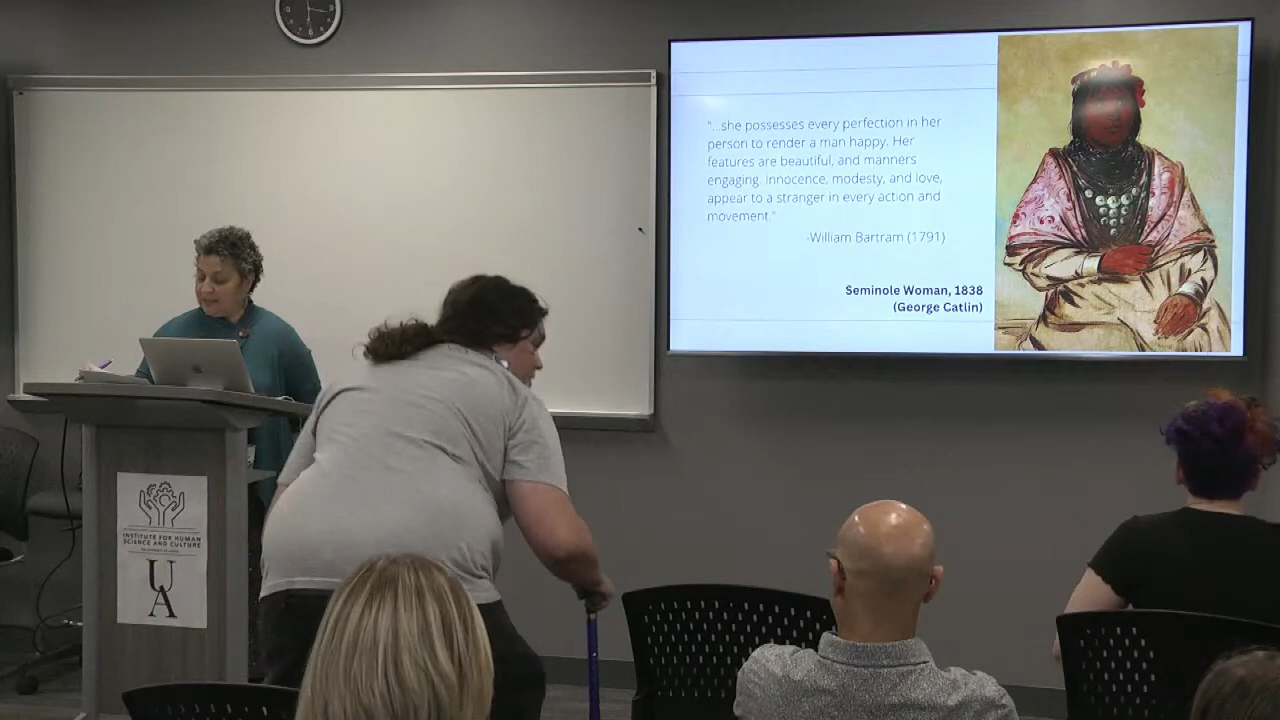 "...she possesses every perfection in her
person to render a man happy. Her
features are beautiful, and manners
engaging. Innocence, modesty, and love,
appear to a stranger in every action and
movement."
-William Bartram (1791)
Seminole Woman, 1838
(George Catlin)
INSTITUTE FOR HUMAN
SCIENCE AND CULTURE
UA